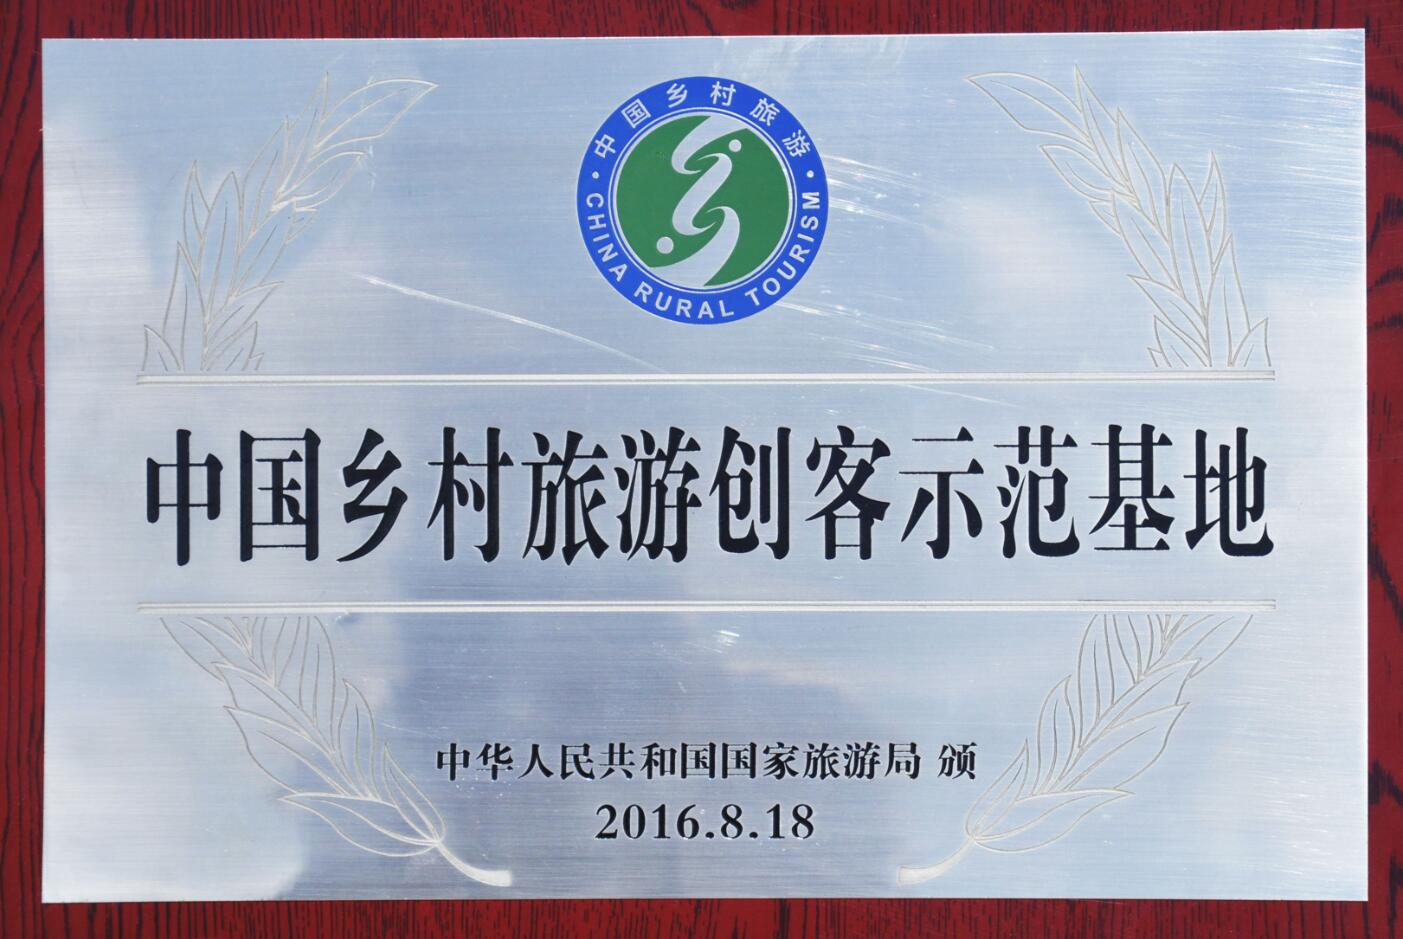 中国乡村旅游
CHINA RURAL TOURISM
中国乡村旅游创客示范基地
中华人民共和国国家旅游局 颁
2016.8.18